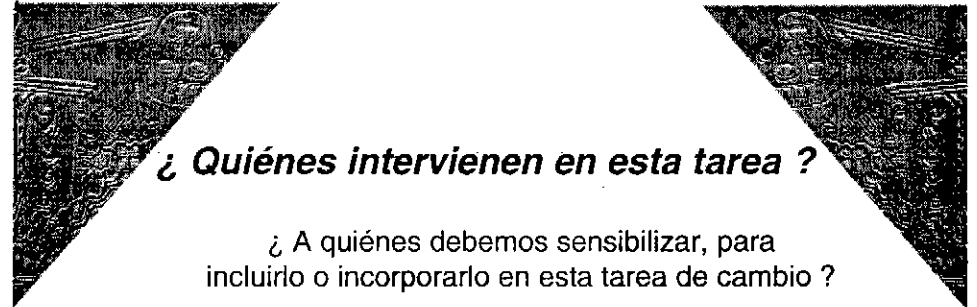 ¿ Quiénes intervienen en esta tarea ?
¿ A quiénes debemos sensibilizar, para
incluirlo o incorporarlo en esta tarea de cambio ?